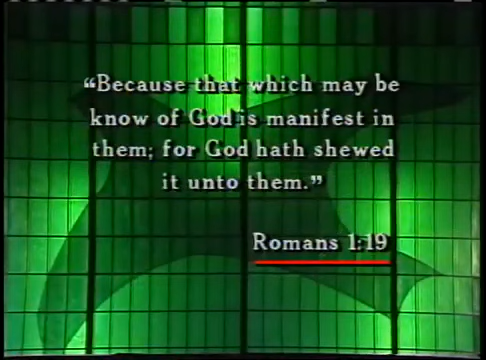 “Because that which may be
know of God is manifest in
them; for God hath shewed
it unto them.”
Romans 1:19